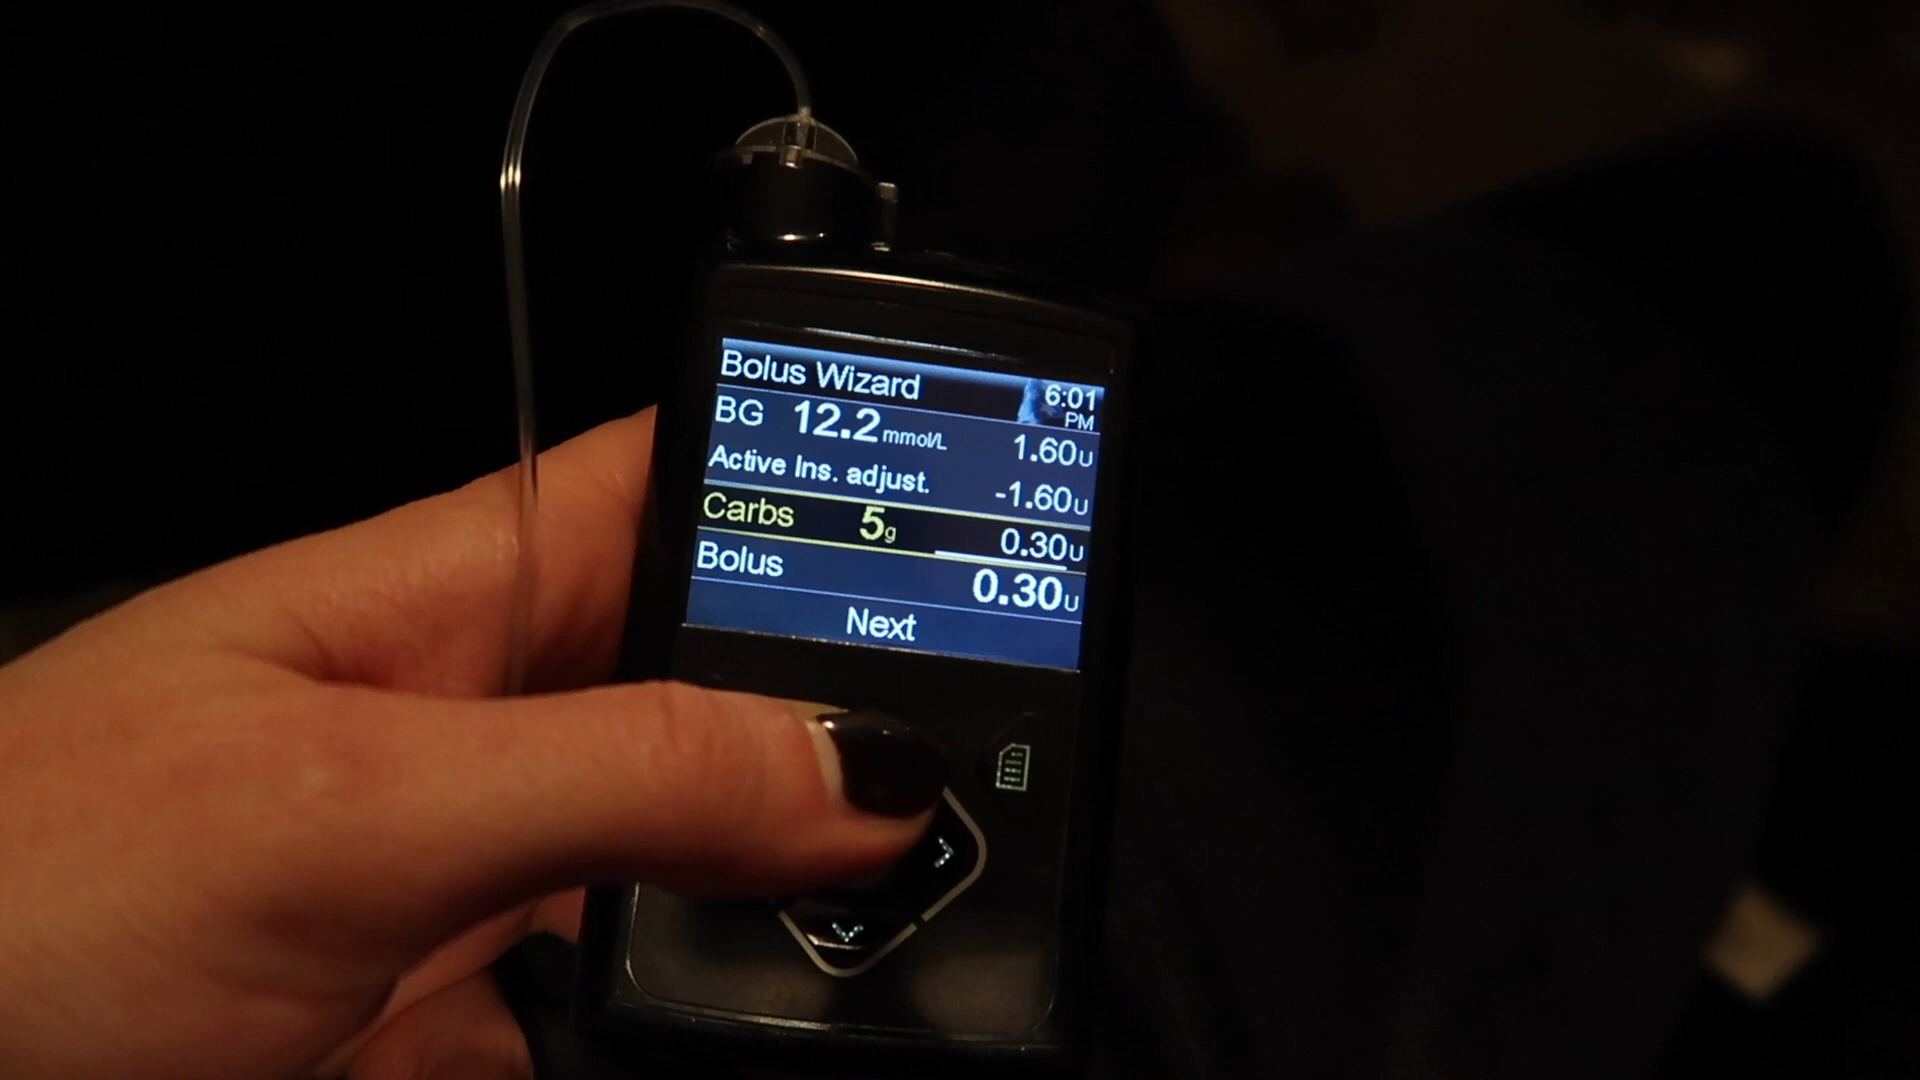 Bolus Wizard 6:01 PM
BG 12.2 mmol/L 1.60U
Active Ins. adjust. -1.60U
Carbs 5g 0.30U
Bolus 0.30U
Next